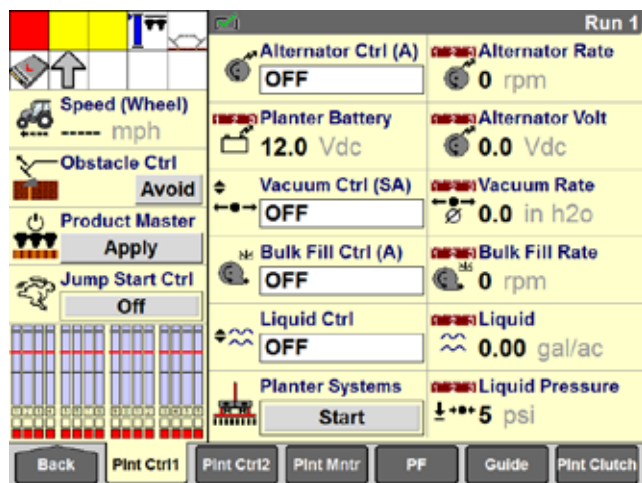 Run 1
Speed (Wheel)
----- mph
Obstacle Ctrl
Avoid
Product Master
Apply
Jump Start Ctrl
Off
Alternator Ctrl (A)
OFF
Alternator Rate
0 rpm
Planter Battery
12.0 Vdc
Alternator Volt
0.0 Vdc
Vacuum Ctrl (SA)
OFF
Vacuum Rate
0.0 in h2o
Bulk Fill Ctrl (A)
OFF
Bulk Fill Rate
0 rpm
Liquid Ctrl
OFF
Liquid
0.00 gal/ac
Planter Systems
Start
Liquid Pressure
5 psi
Back
Plnt Ctrl1
Plnt Ctrl2
Plnt Mntr
PF
Guide
Plnt Clutch